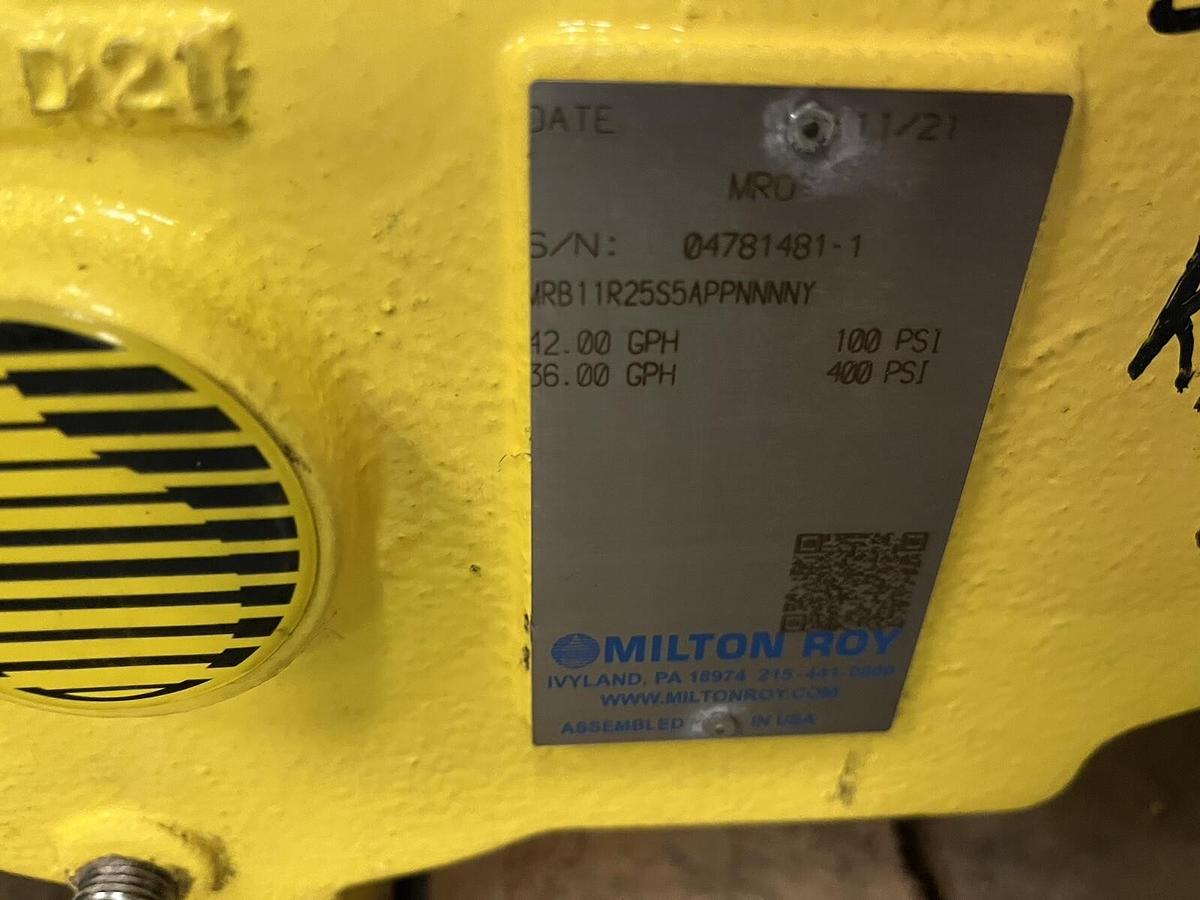 DATE 11/21
MRO
S/N: 04781481-1
MRB11R25S5APPNNNNY
42.00 GPH 100 PSI
36.00 GPH 400 PSI
MILTON ROY
IVYLAND, PA 18974 215-441-0800
WWW.MILTONROY.COM
ASSEMBLED IN USA